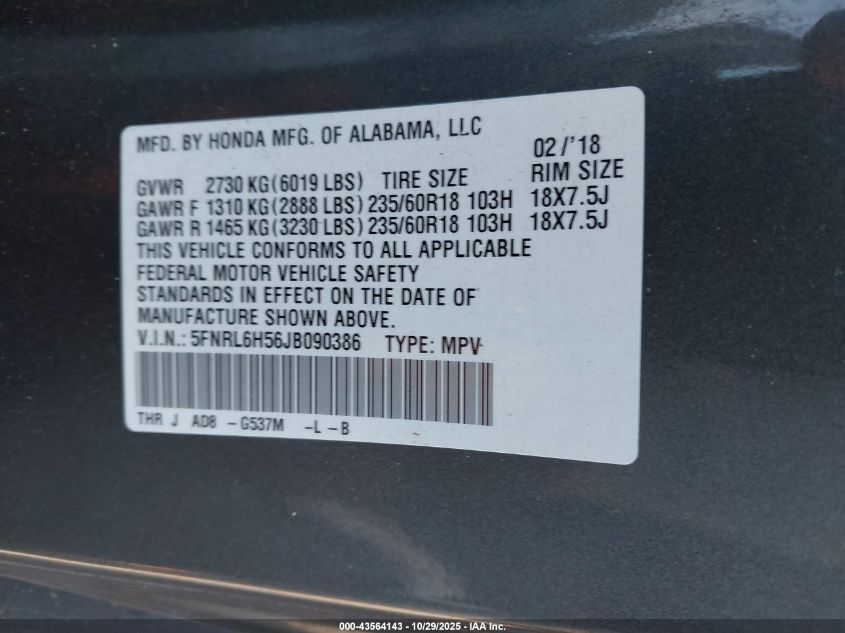 MFD. BY HONDA MFG. OF ALABAMA, LLC 02/'18
GVWR 2730 KG(6019 LBS) TIRE SIZE RIM SIZE
GAWR F 1310 KG(2888 LBS) 235/60R18 103H 18X7.5J
GAWR R 1465 KG(3230 LBS) 235/60R18 103H 18X7.5J
THIS VEHICLE CONFORMS TO ALL APPLICABLE
FEDERAL MOTOR VEHICLE SAFETY
STANDARDS IN EFFECT ON THE DATE OF
MANUFACTURE SHOWN ABOVE.
V.I.N.: 5FNRL6H56JB090386 TYPE: MPV
THR J AD8 -G537M -L -B
000-43564143 - 10/29/2025 - IAA Inc.